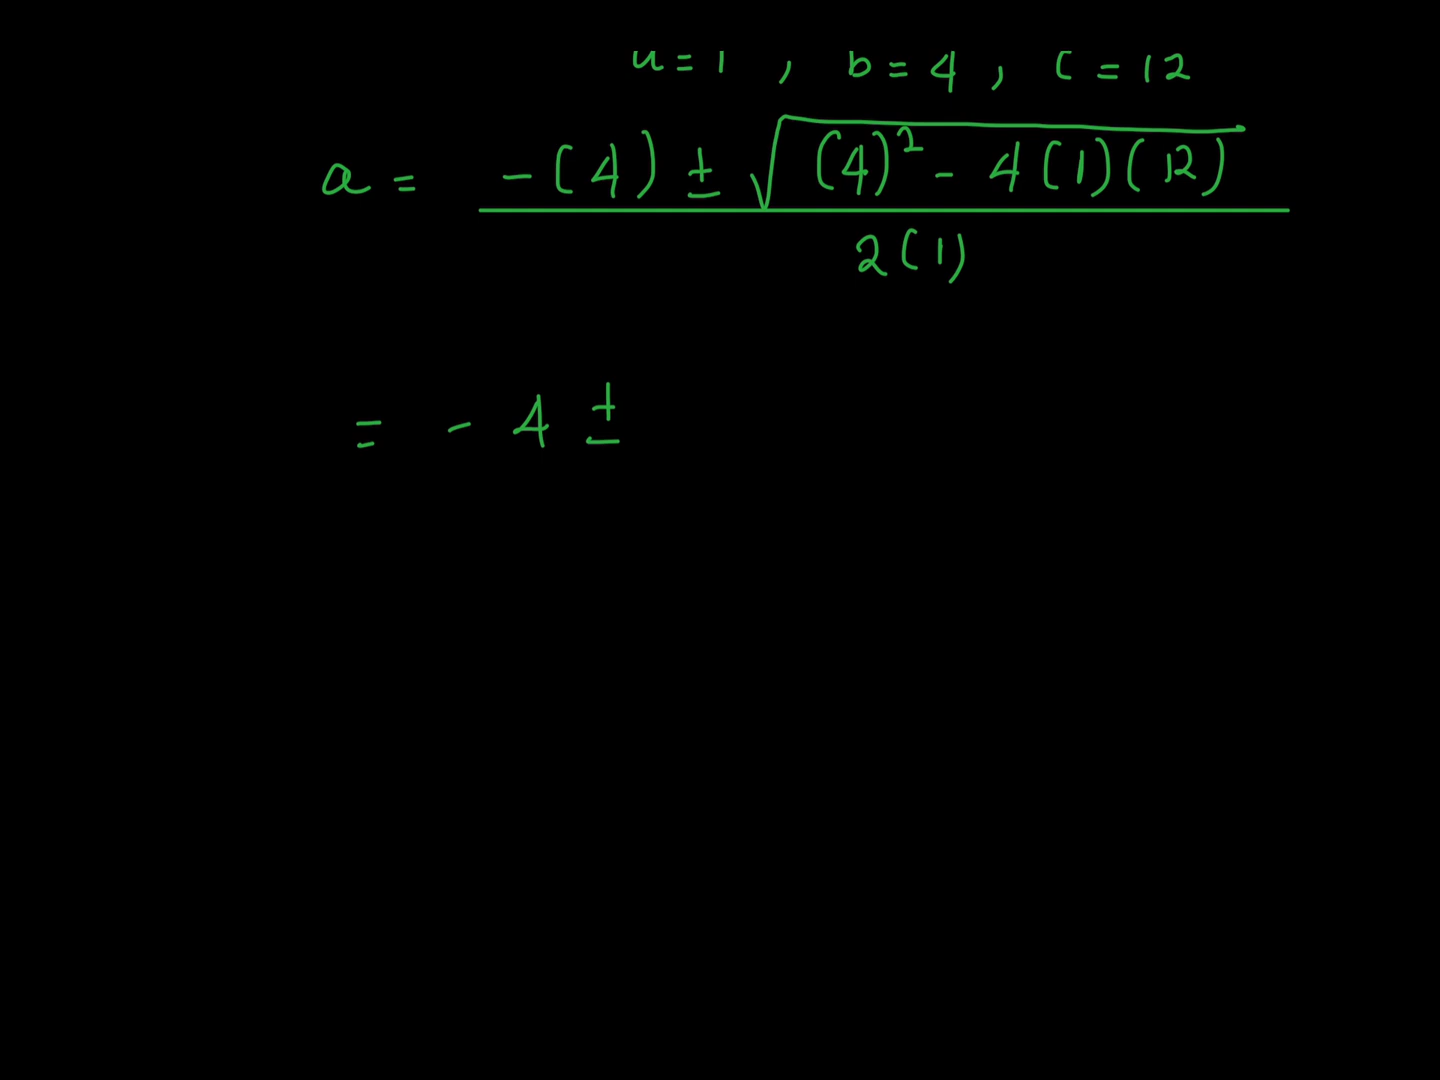 a = 1 , b = 4 , c = 12
a = -(4) ± √((4)² - 4(1)(12))
2(1)
= - 4 ±